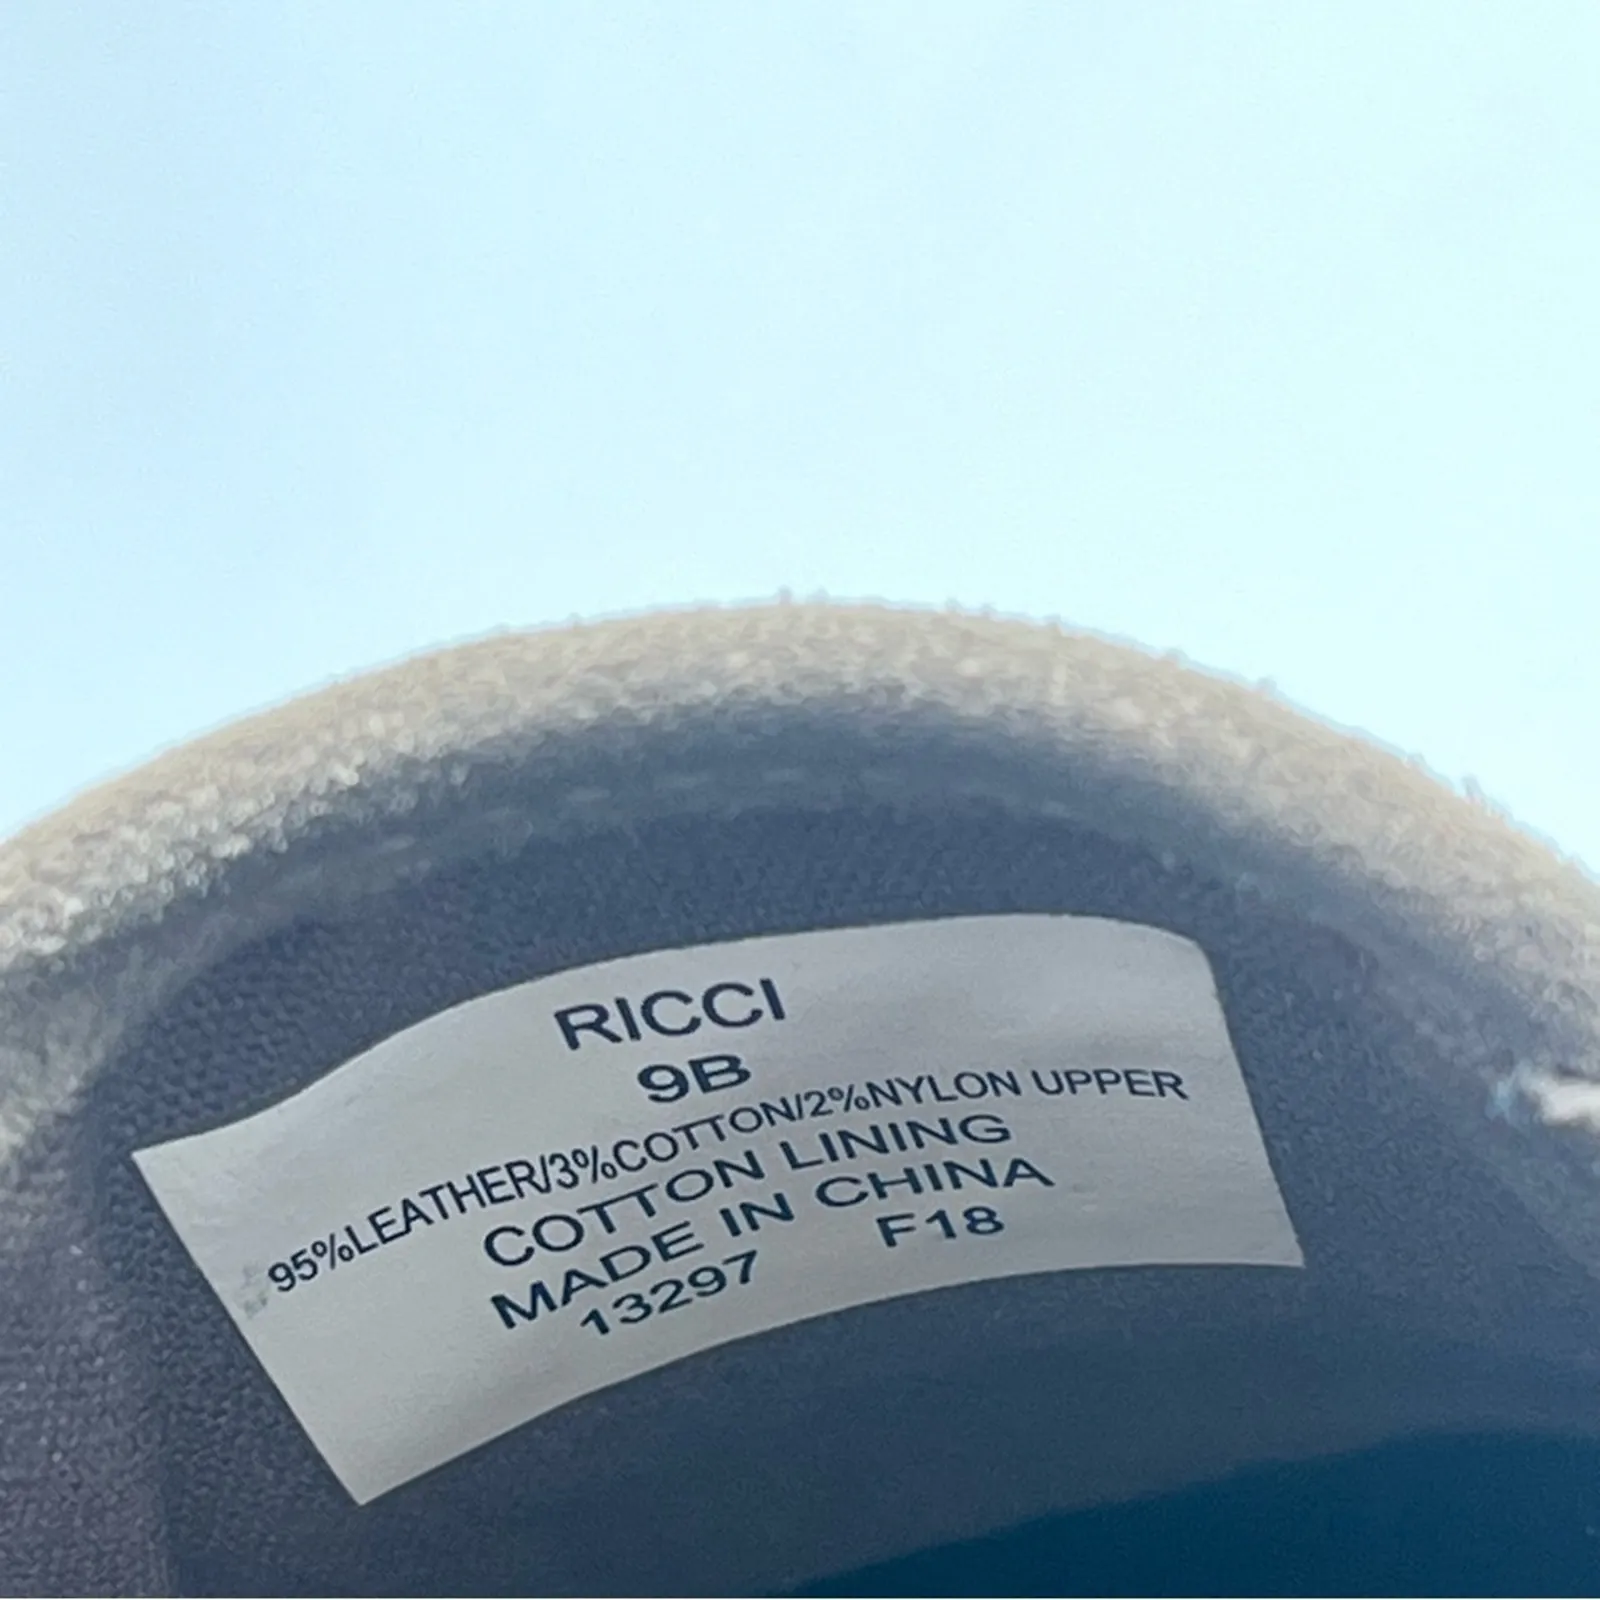 RICCI
9B
95%LEATHER/3%COTTON/2%NYLON UPPER
COTTON LINING
MADE IN CHINA
13297 F18